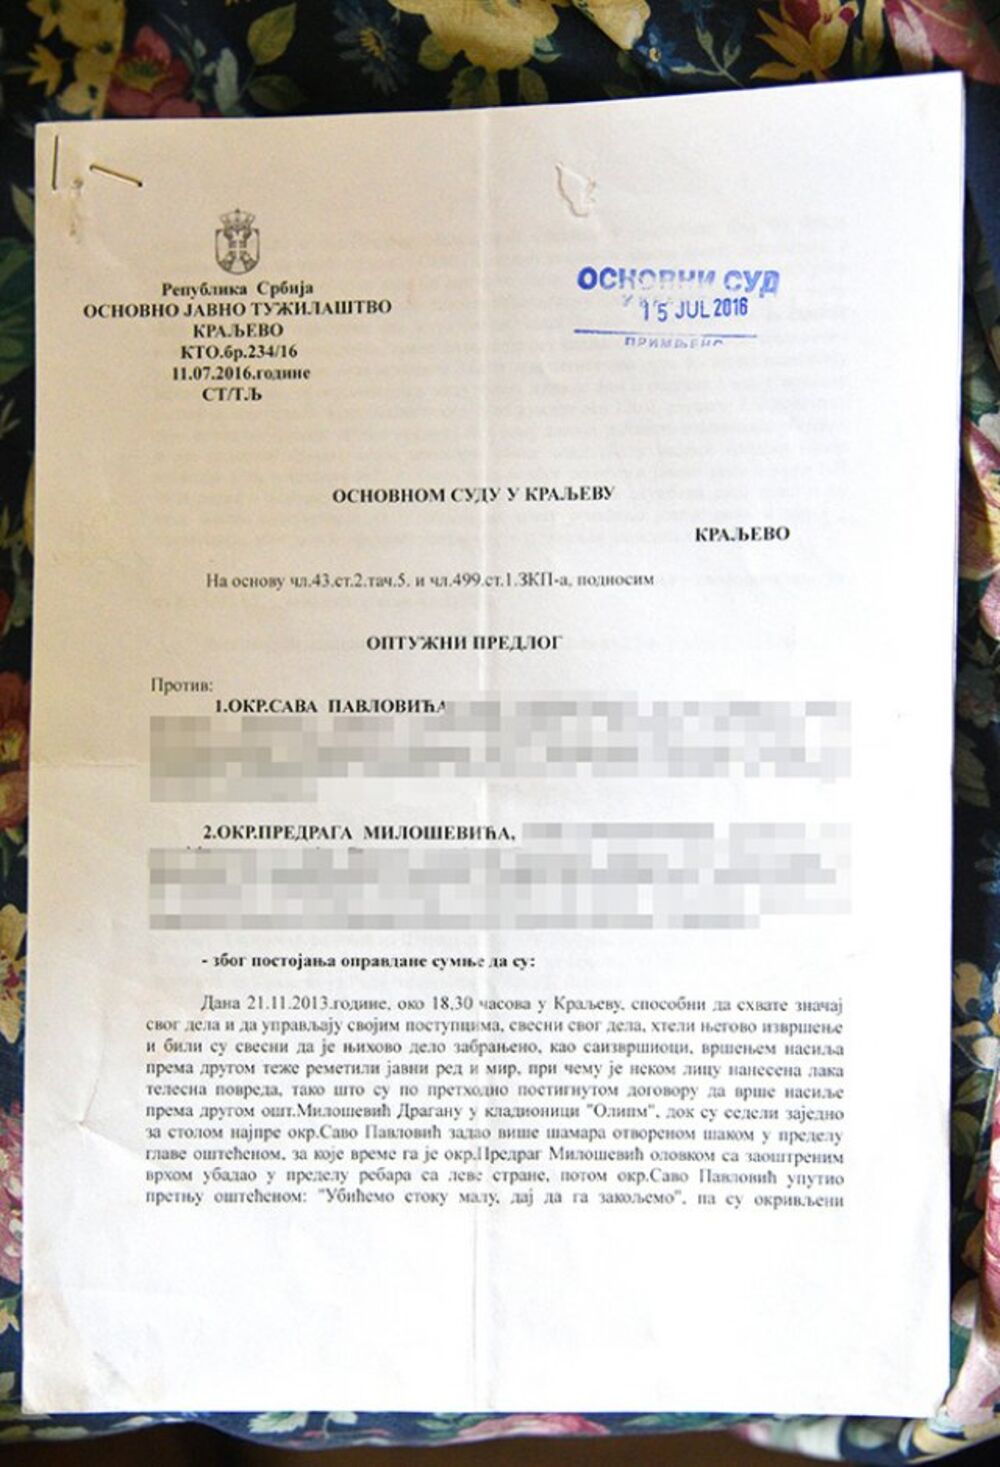 Република Србија
ОСНОВНО ЈАВНО ТУЖИЛАШТВО
КРАЉЕВО
КТО.бр.234/16
11.07.2016.године
СТ/ТЉ
ОСНОВНИ СУД
15 JUL 2016
ПРИМЉЕНО
ОСНОВНОМ СУДУ У КРАЉЕВУ
КРАЉЕВО
На основу чл.43.ст.2.тач.5. и чл.499.ст.1.ЗКП-а, подносим
ОПТУЖНИ ПРЕДЛОГ
Против:
1.ОКР.САВА ПАВЛОВИЋА
2.ОКР.ПРЕДРАГА МИЛОШЕВИЋА,
- због постојања оправдане сумње да су:
Дана 21.11.2013.године, око 18,30 часова у Краљеву, способни да схвате значај
свог дела и да управљају својим поступцима, свесни свог дела, хтели његово извршење
и били су свесни да је њихово дело забрањено, као саизвршиоци, вршењем насиља
према другом теже реметили јавни ред и мир, при чему је неком лицу нанесена лака
телесна повреда, тако што су по претходно постигнутом договору да врше насиље
према другом ошт.Милошевић Драгану у кладионици "Олимп", док су седели заједно
за столом најпре окр.Саво Павловић задао више шамара отвореном шаком у пределу
главе оштећеном, за које време га је окр.Предраг Милошевић оловком са заоштреним
врхом убадао у пределу ребара са леве стране, потом окр.Саво Павловић упутио
претњу оштећеном: "Убићемо стоку малу, дај да га закољемо", па су окривљени